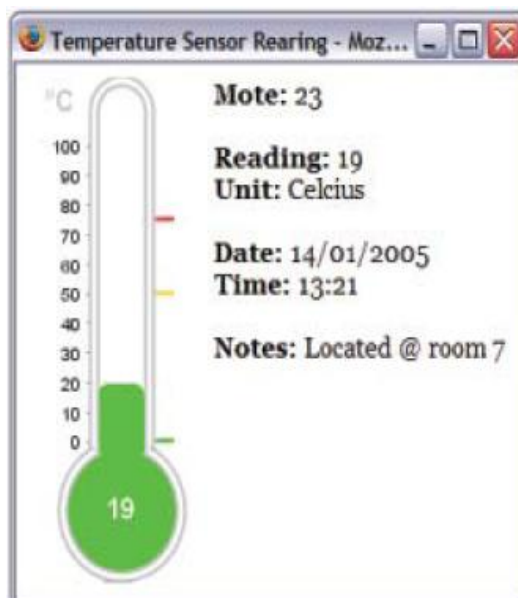 Temperature Sensor Rearing - Moz...
°C
100
90
80
70
60
50
40
30
20
10
0
19
Mote: 23
Reading: 19
Unit: Celcius
Date: 14/01/2005
Time: 13:21
Notes: Located @ room 7